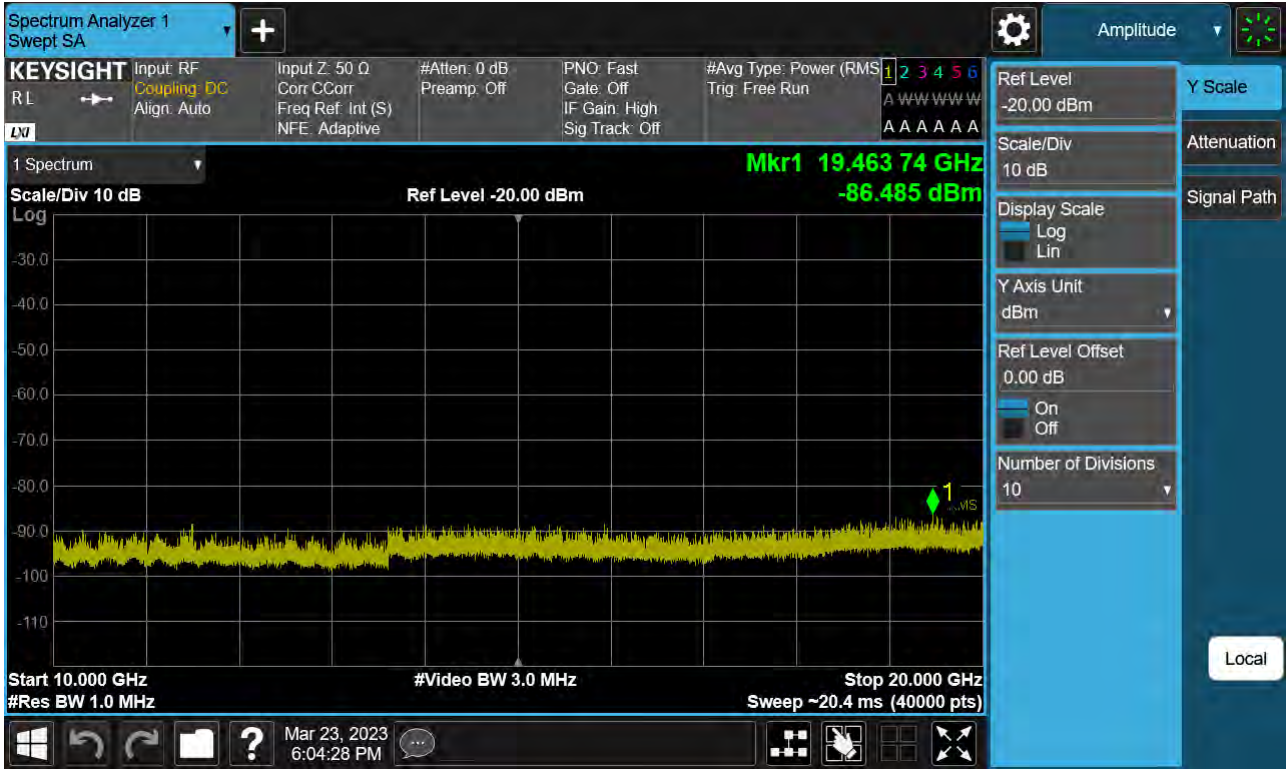 Spectrum Analyzer 1
Swept SA
Amplitude
KEYSIGHT
R L
LXI
Input: RF
Coupling: DC
Align: Auto
Input Z: 50 Ω
Corr CCorr
Freq Ref: Int (S)
NFE: Adaptive
#Atten: 0 dB
Preamp: Off
PNO: Fast
Gate: Off
IF Gain: High
Sig Track: Off
#Avg Type: Power (RMS
Trig: Free Run
1 2 3 4 5 6
A W W W W W
A A A A A A
1 Spectrum
Mkr1 19.463 74 GHz
-86.485 dBm
Scale/Div 10 dB
Ref Level -20.00 dBm
Log
-30.0
-40.0
-50.0
-60.0
-70.0
-80.0
-90.0
-100
-110
1
Start 10.000 GHz
#Video BW 3.0 MHz
Stop 20.000 GHz
#Res BW 1.0 MHz
Sweep ~20.4 ms (40000 pts)
Ref Level
-20.00 dBm
Scale/Div
10 dB
Display Scale
Log
Lin
Y Axis Unit
dBm
Ref Level Offset
0.00 dB
On
Off
Number of Divisions
10
Y Scale
Attenuation
Signal Path
Local
?
Mar 23, 2023
6:04:28 PM